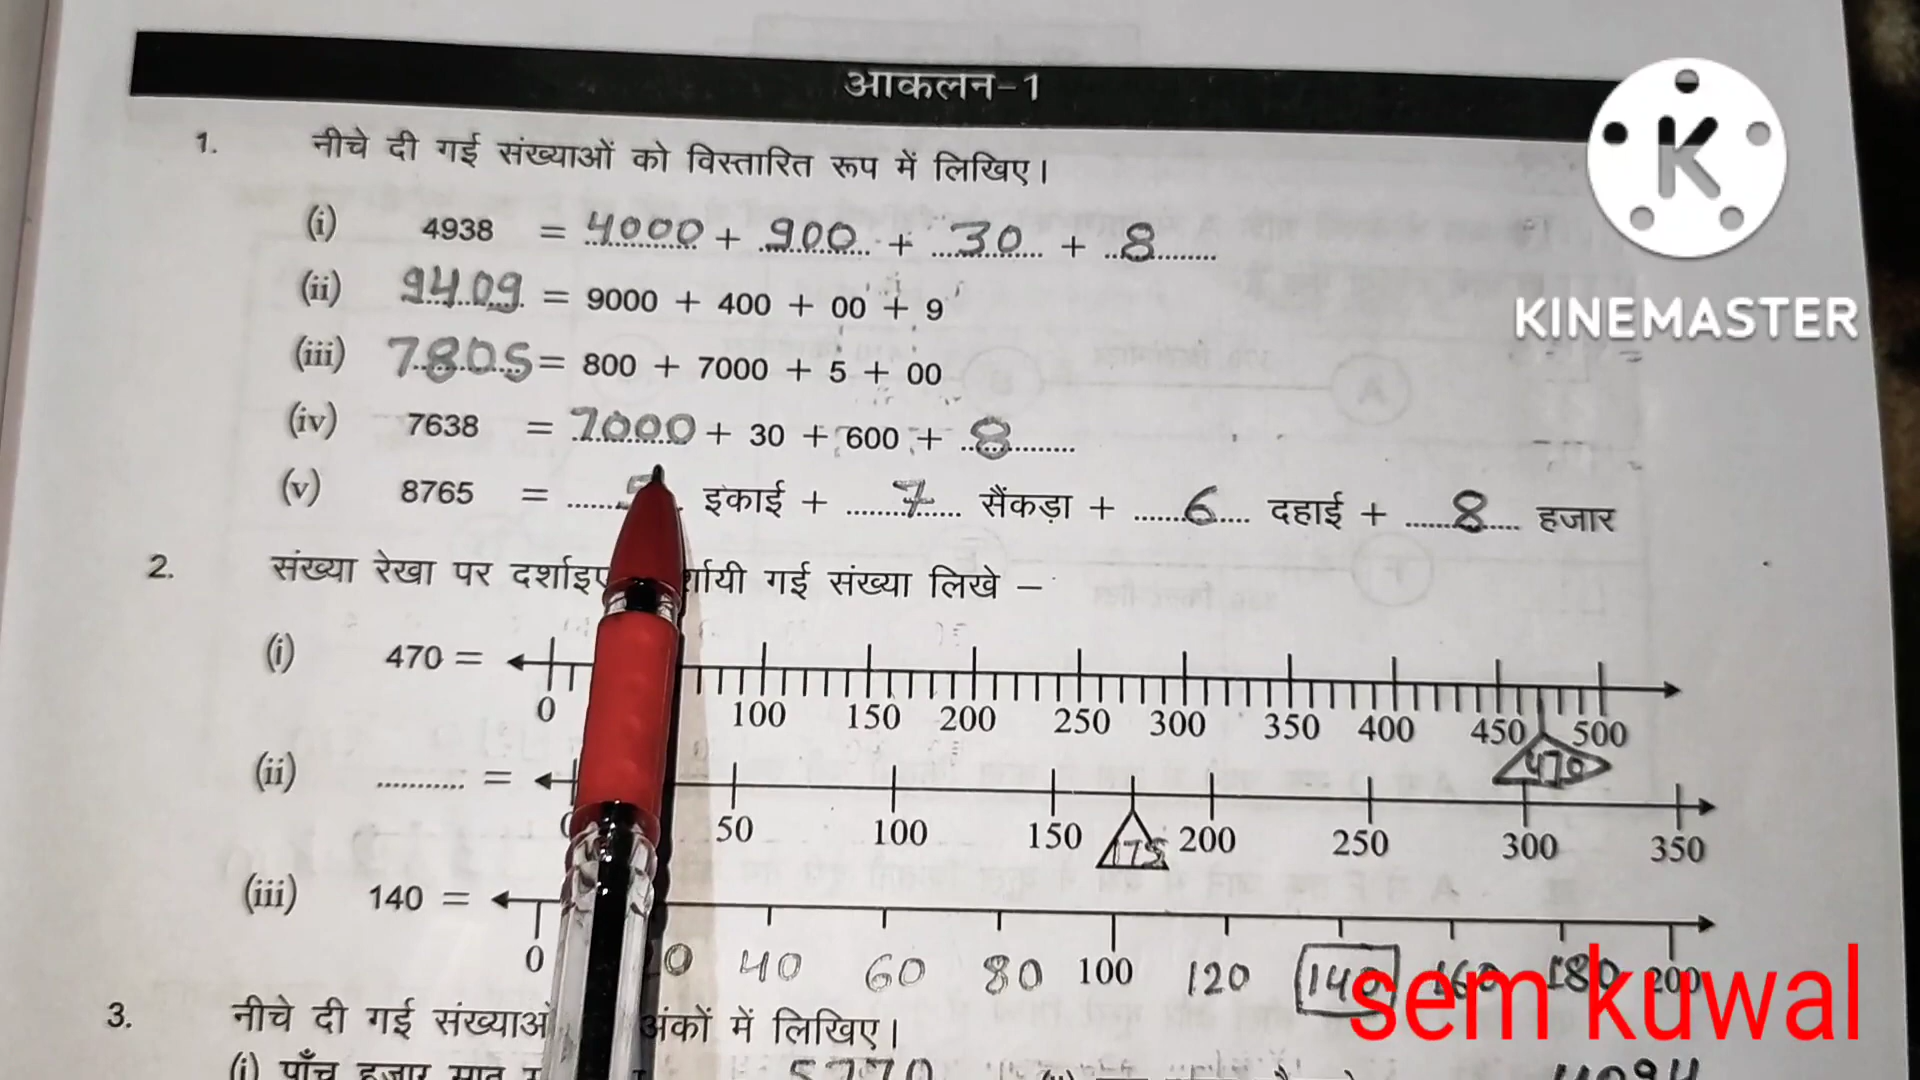 आकलन-1
1. नीचे दी गई संख्याओं को विस्तारित रूप में लिखिए।
(i) 4938 = 4000 + 900 + 30 + 8
(ii) 9409 = 9000 + 400 + 00 + 9
(iii) 7805 = 800 + 7000 + 5 + 00
(iv) 7638 = 7000 + 30 + 600 + 8
(v) 8765 = ........ इकाई + 7 सैंकड़ा + 6 दहाई + 8 हजार
2. संख्या रेखा पर दर्शाइए गई संख्या लिखे –
(i) 470 =
0 100 150 200 250 300 350 400 450 500
470
(ii) ........... =
50 100 150 175 200 250 300 350
(iii) 140 =
0 40 60 80 100 120 140 160 180 200
3. नीचे दी गई अंकों में लिखिए।
(i) पाँच हजार सात 5770
KINEMASTER
sem kuwal